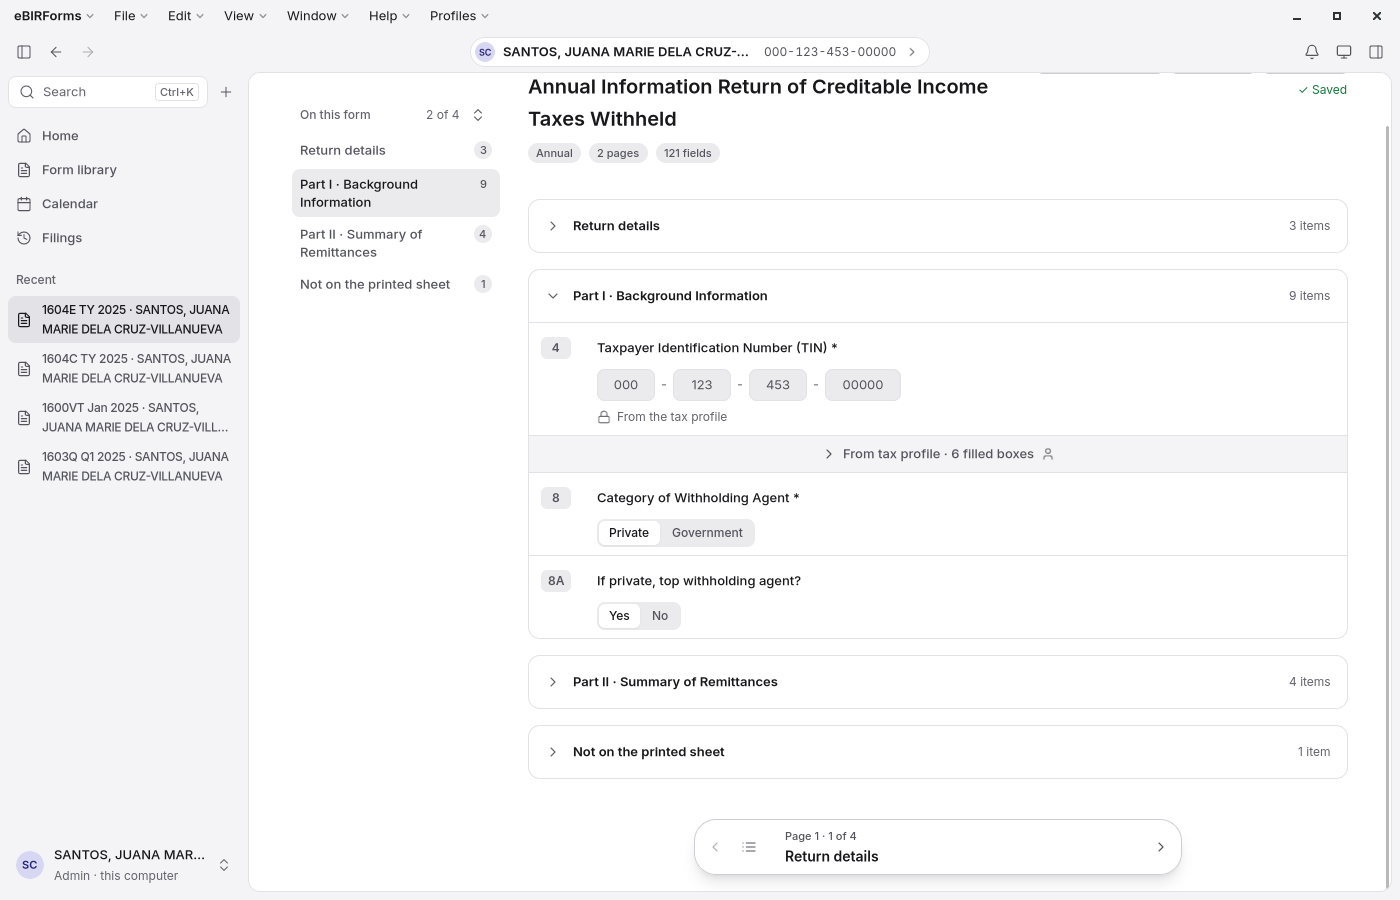 eBIRForms File Edit View Window Help Profiles
SC SANTOS, JUANA MARIE DELA CRUZ-... 000-123-453-00000
Search Ctrl+K
Home
Form library
Calendar
Filings
Recent
1604E TY 2025 · SANTOS, JUANA
MARIE DELA CRUZ-VILLANUEVA
1604C TY 2025 · SANTOS, JUANA
MARIE DELA CRUZ-VILLANUEVA
1600VT Jan 2025 · SANTOS,
JUANA MARIE DELA CRUZ-VILL...
1603Q Q1 2025 · SANTOS, JUANA
MARIE DELA CRUZ-VILLANUEVA
SC SANTOS, JUANA MAR...
Admin · this computer
On this form 2 of 4
Return details 3
Part I · Background 9
Information
Part II · Summary of 4
Remittances
Not on the printed sheet 1
Annual Information Return of Creditable Income
Taxes Withheld
✓ Saved
Annual 2 pages 121 fields
Return details 3 items
Part I · Background Information 9 items
4 Taxpayer Identification Number (TIN) *
000 - 123 - 453 - 00000
From the tax profile
From tax profile · 6 filled boxes
8 Category of Withholding Agent *
Private Government
8A If private, top withholding agent?
Yes No
Part II · Summary of Remittances 4 items
Not on the printed sheet 1 item
Page 1 · 1 of 4
Return details